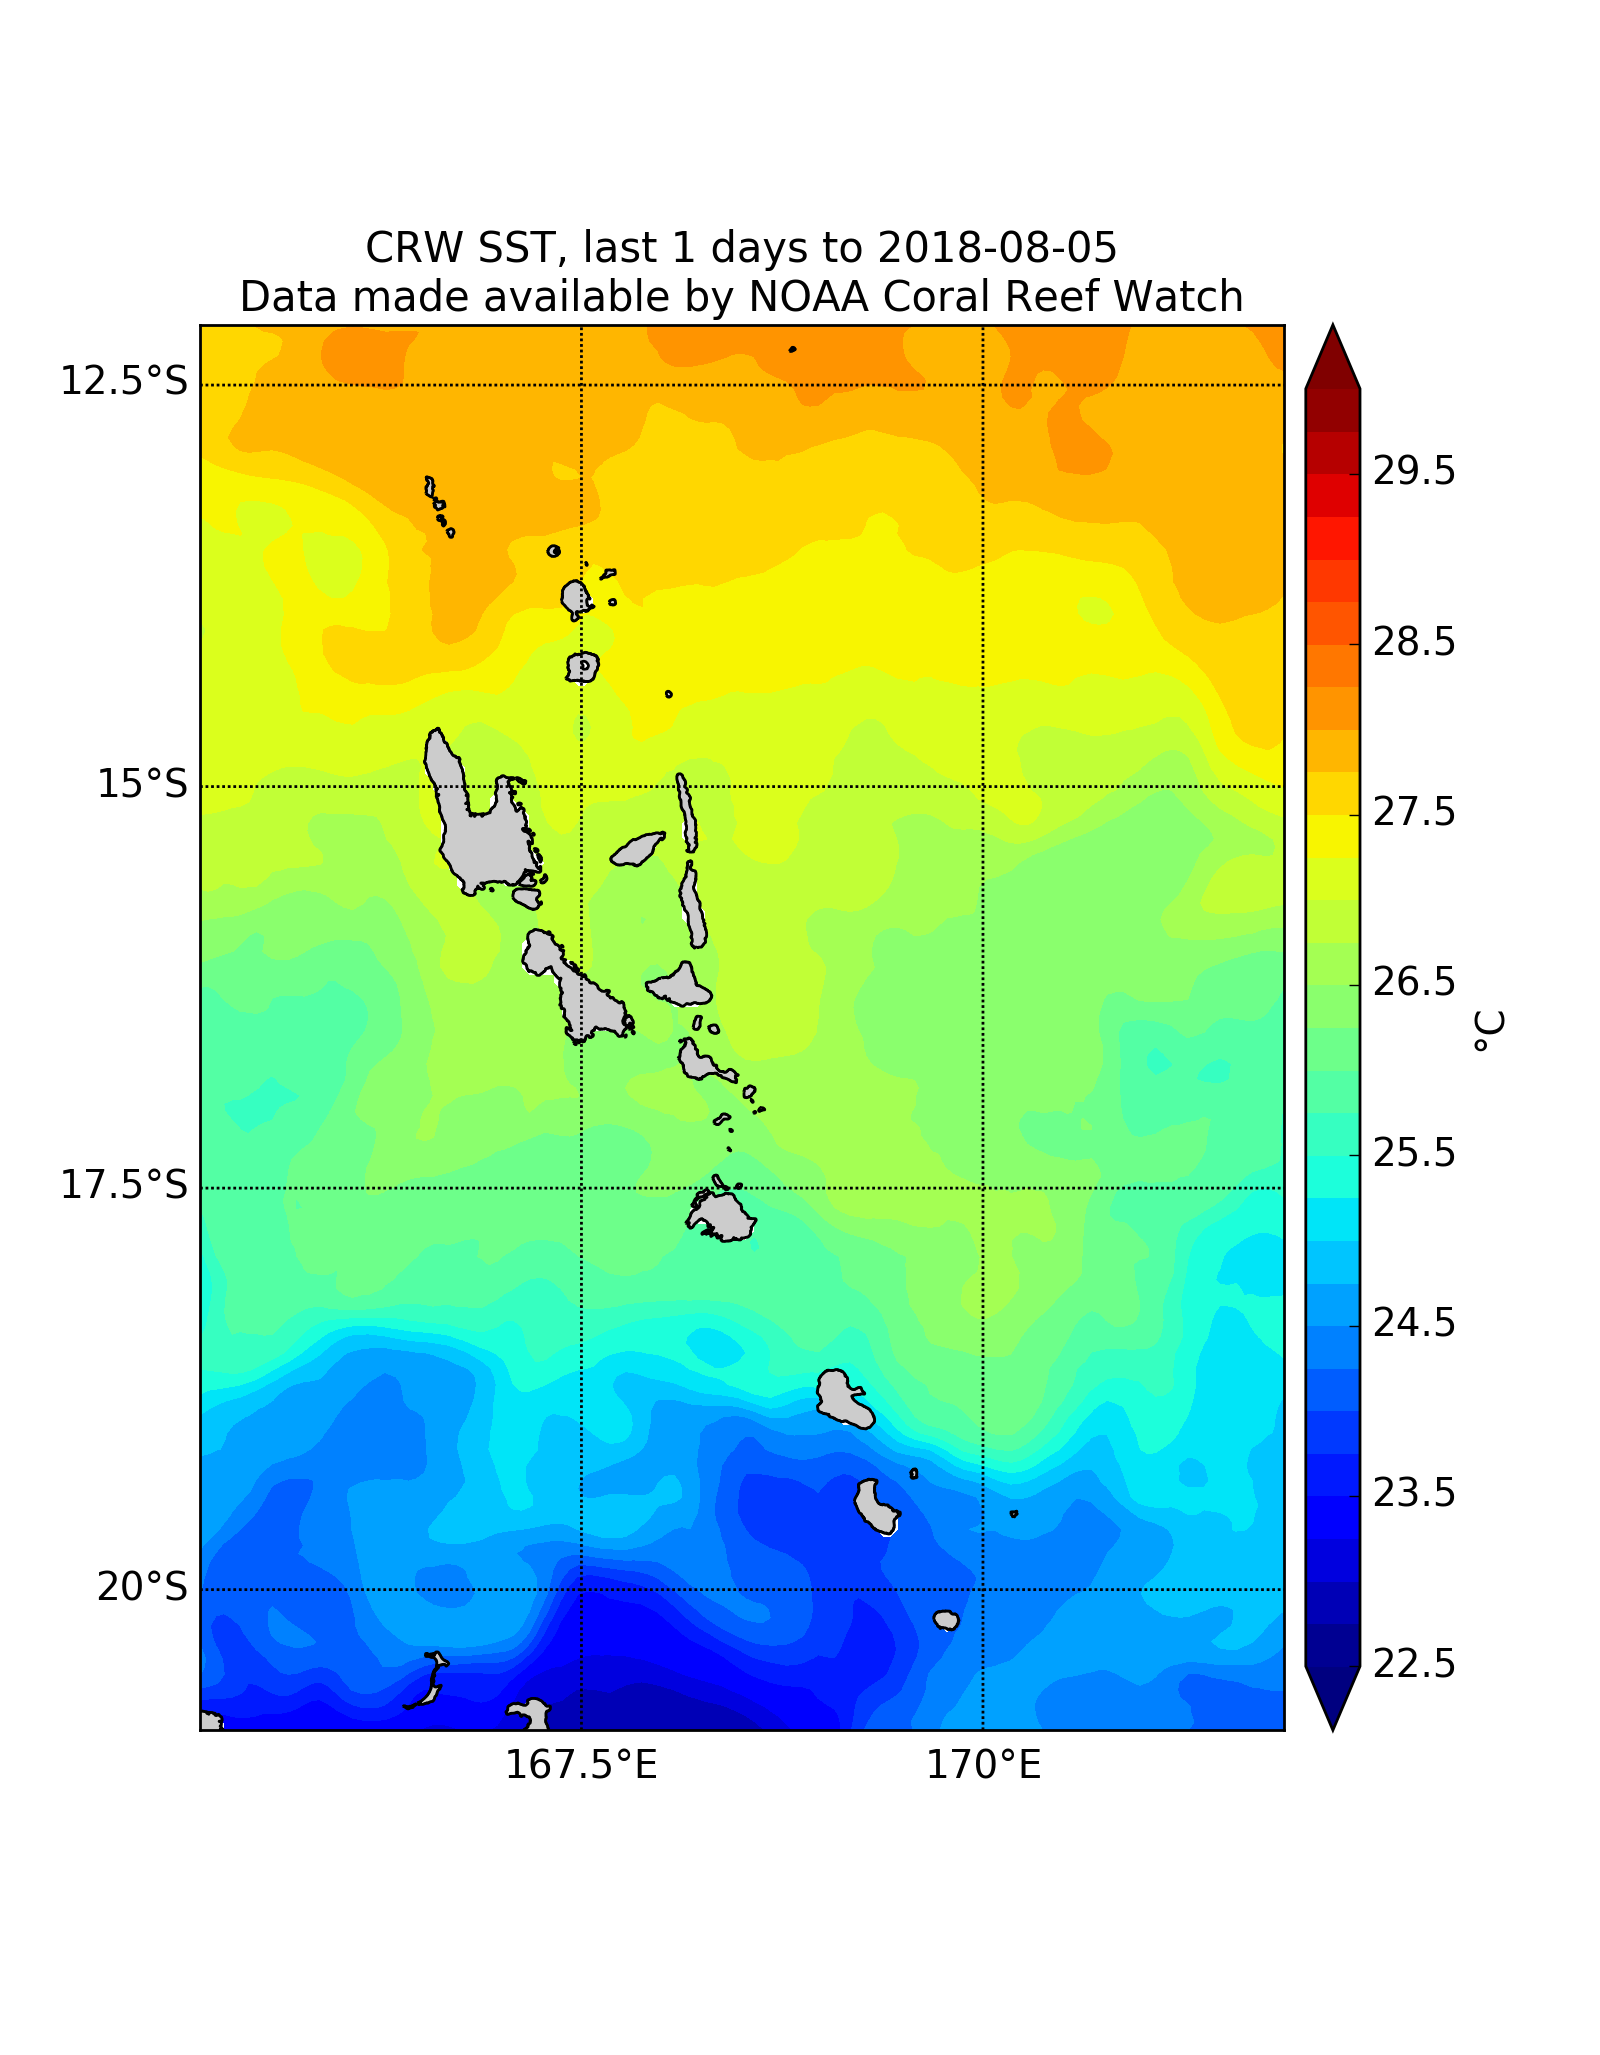 CRW SST, last 1 days to 2018-08-05
Data made available by NOAA Coral Reef Watch
12.5°S
15°S
17.5°S
20°S
167.5°E
170°E
29.5
28.5
27.5
26.5
25.5
24.5
23.5
22.5
°C